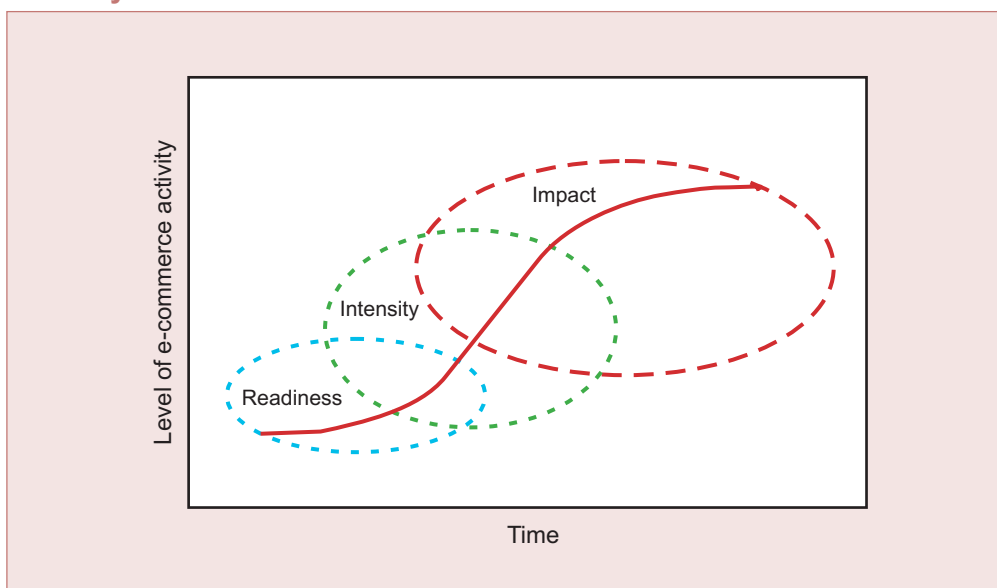 Level of e-commerce activity
Impact
Intensity
Readiness
Time